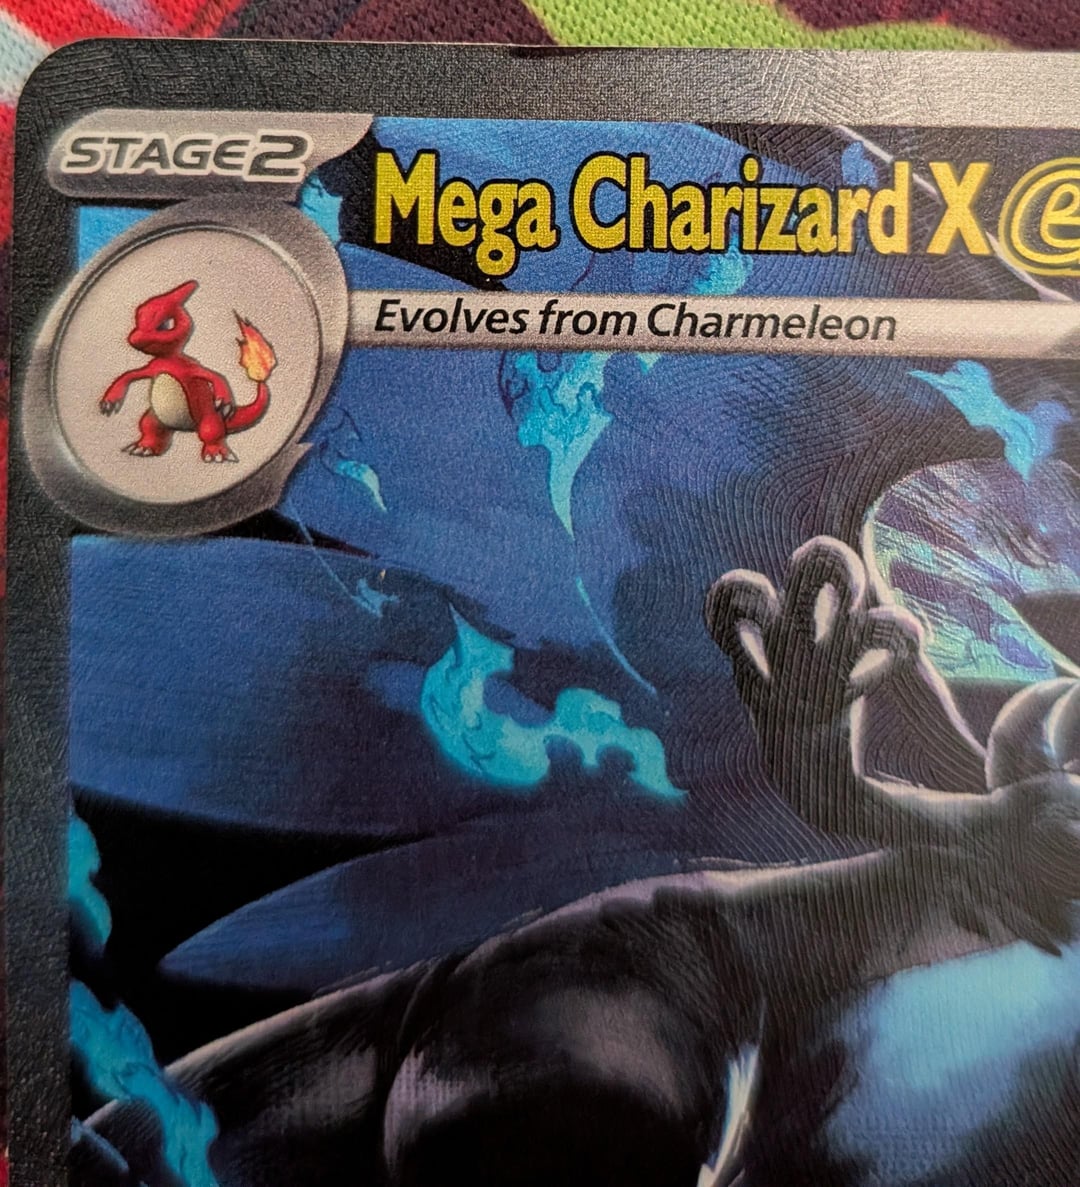 STAGE2
Mega Charizard X e
Evolves from Charmeleon